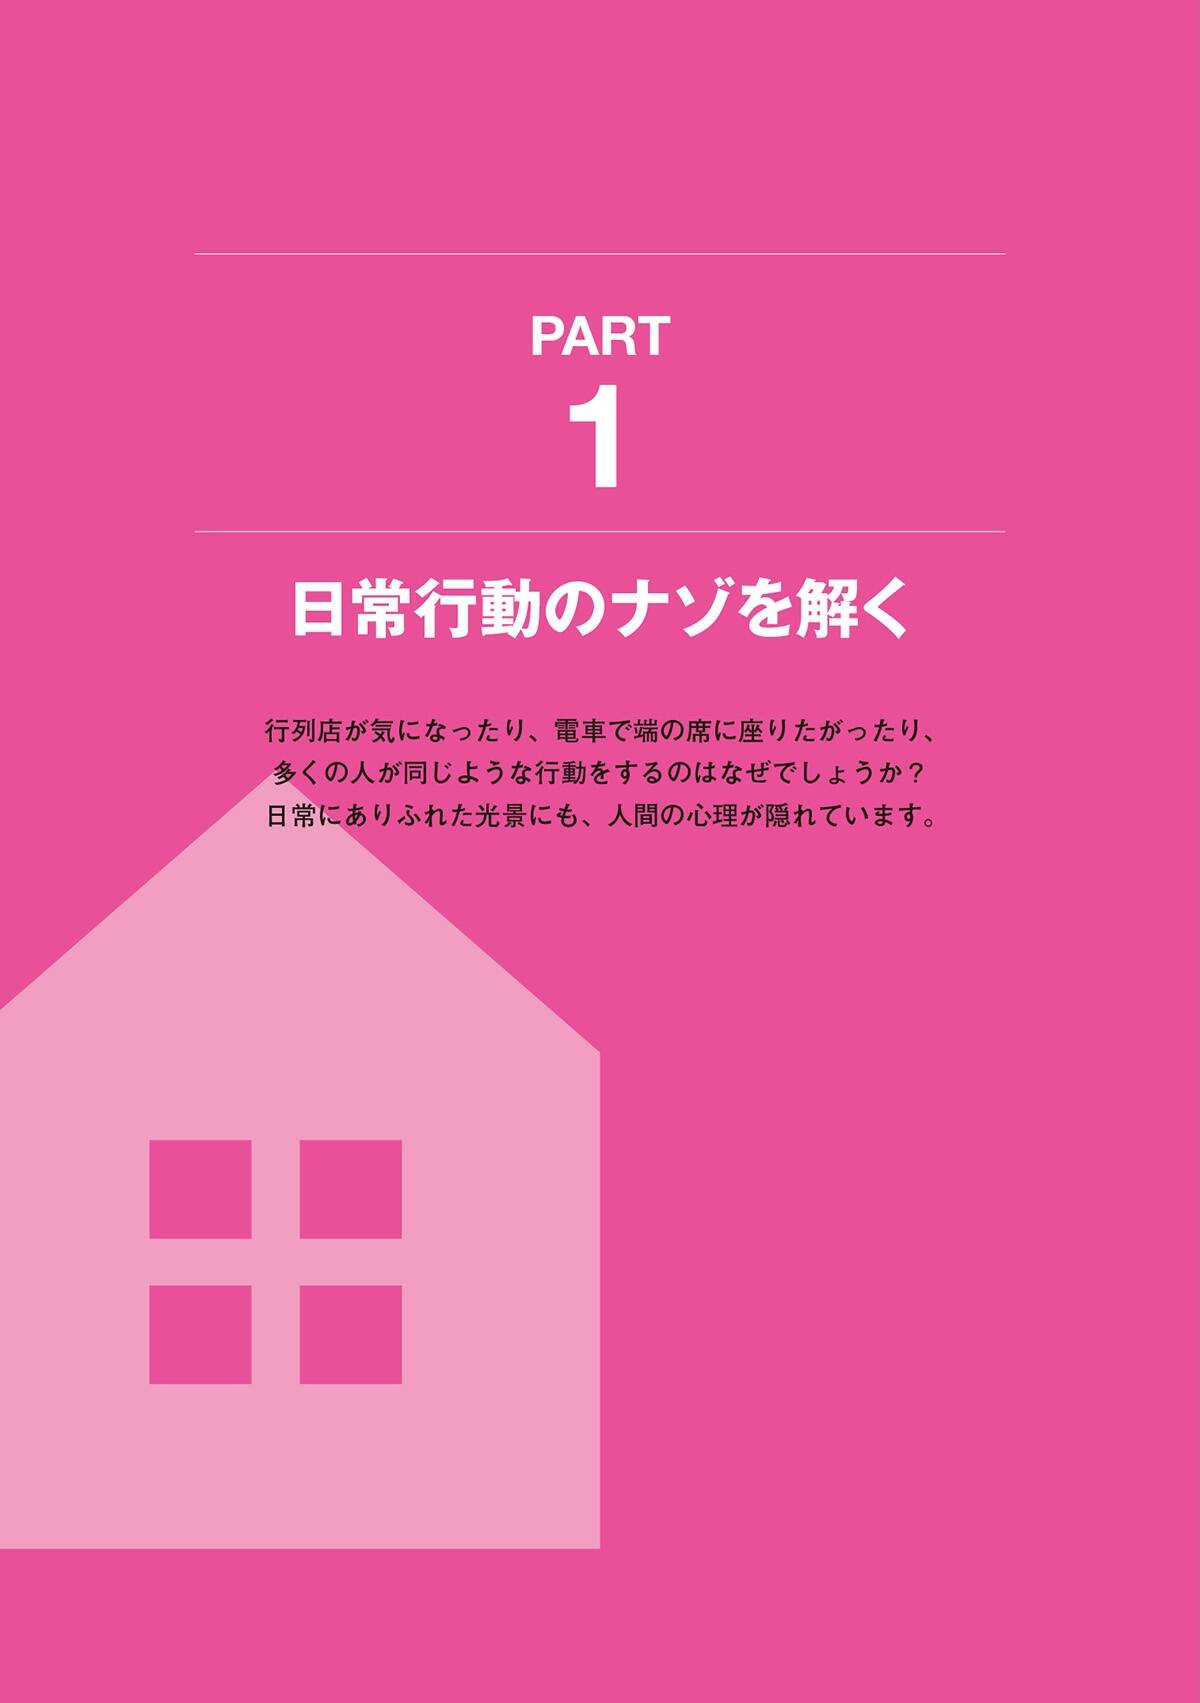 PART
1
日常行動のナゾを解く
行列店が気になったり、電車で端の席に座りたがったり、
多くの人が同じような行動をするのはなぜでしょうか？
日常にありふれた光景にも、人間の心理が隠れています。